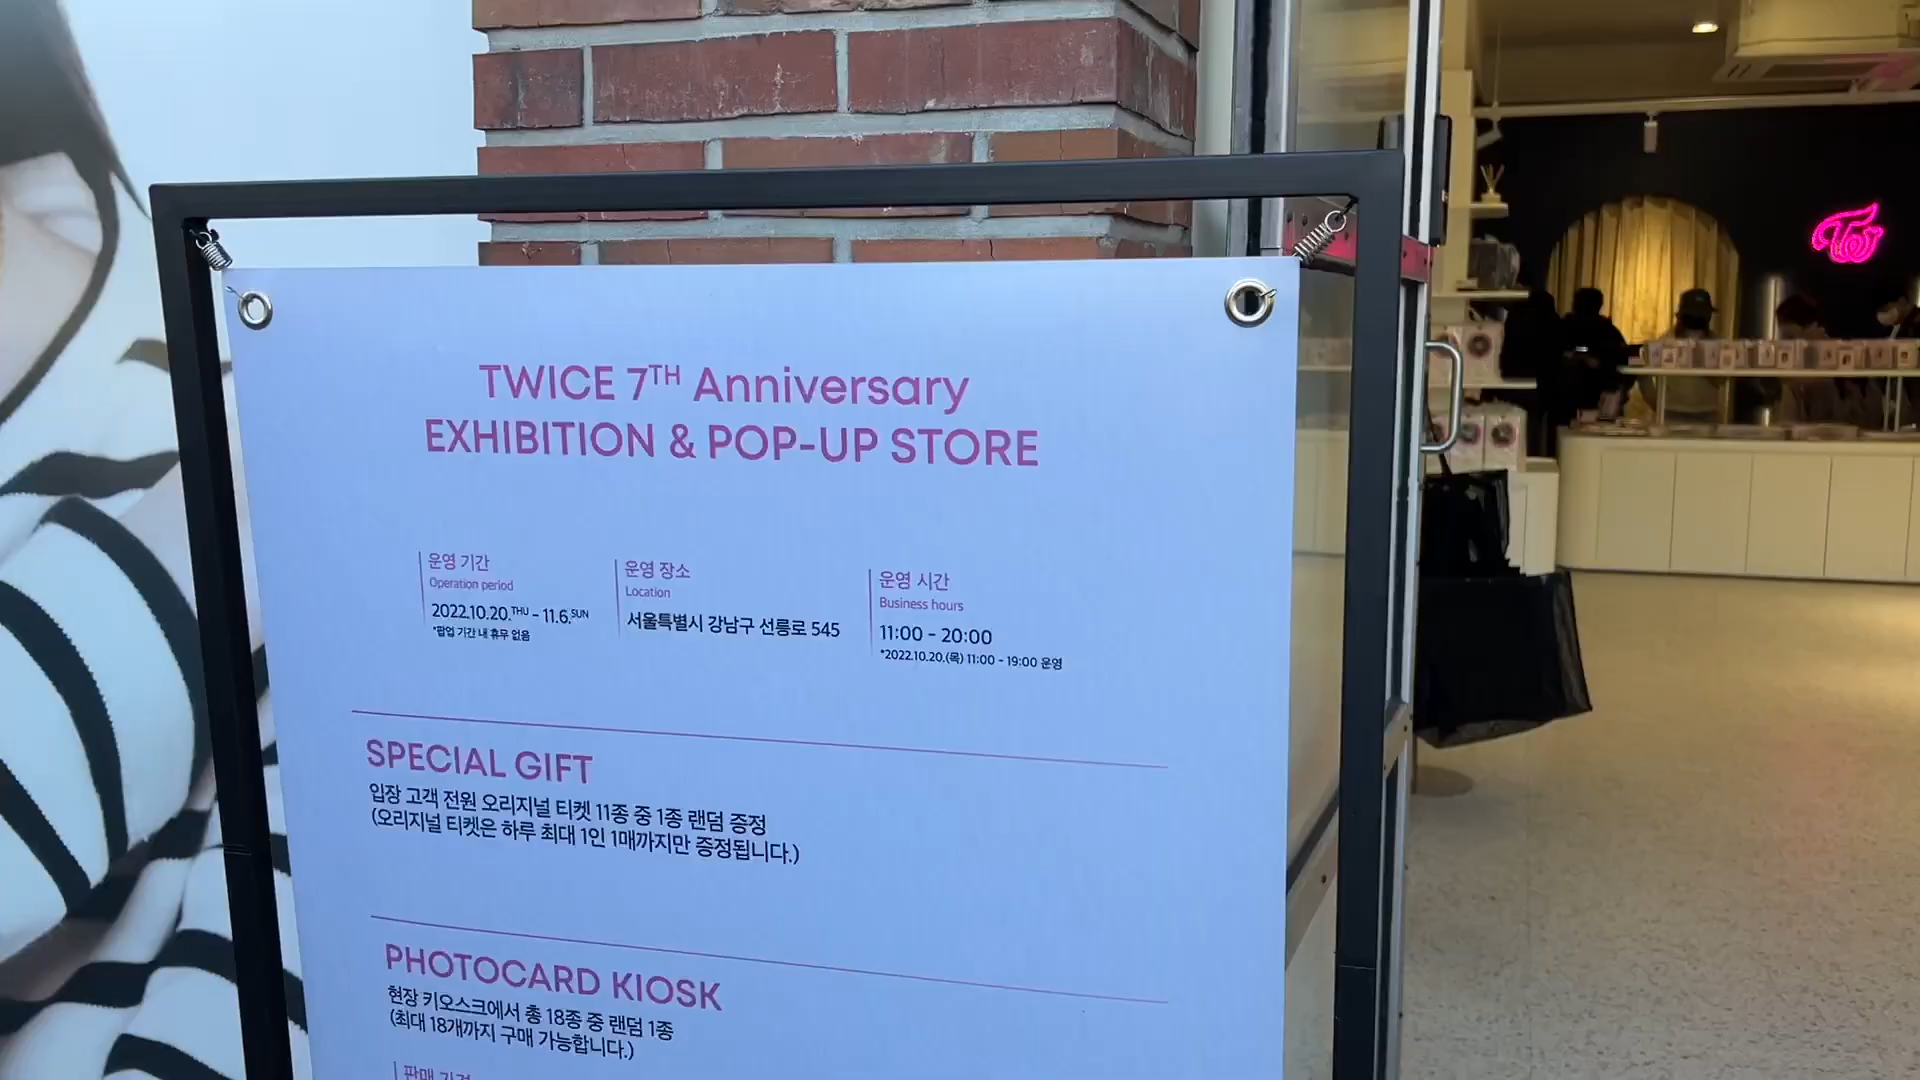 TWICE 7TH Anniversary
EXHIBITION & POP-UP STORE
운영 기간
Operation period
2022.10.20.THU - 11.6.SUN
*팝업 기간 내 휴무 없음
운영 장소
Location
서울특별시 강남구 선릉로 545
운영 시간
Business hours
11:00 - 20:00
*2022.10.20.(목) 11:00 - 19:00 운영
SPECIAL GIFT
입장 고객 전원 오리지널 티켓 11종 중 1종 랜덤 증정
(오리지널 티켓은 하루 최대 1인 1매까지만 증정됩니다.)
PHOTOCARD KIOSK
현장 키오스크에서 총 18종 중 랜덤 1종
(최대 18개까지 구매 가능합니다.)